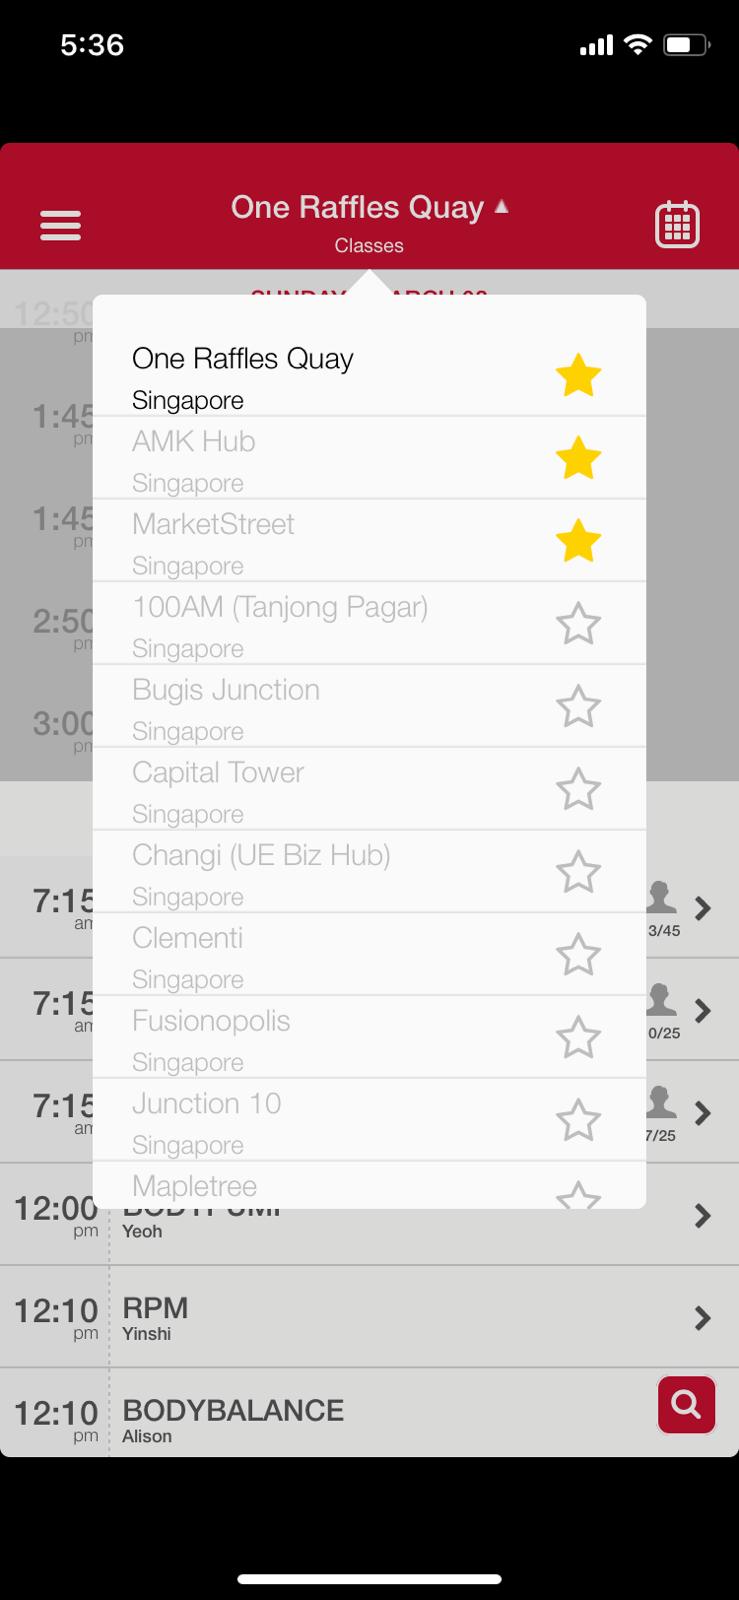 5:36
One Raffles Quay
Classes
SUNDAY
12:50
pm
One Raffles Quay
Singapore
1:45
pm
AMK Hub
Singapore
1:45
pm
MarketStreet
Singapore
2:50
pm
100AM (Tanjong Pagar)
Singapore
Bugis Junction
Singapore
3:00
pm
Capital Tower
Singapore
Changi (UE Biz Hub)
Singapore
7:15
am
3/45
Clementi
Singapore
7:15
am
0/25
Fusionopolis
Singapore
7:15
am
7/25
Junction 10
Singapore
Mapletree
12:00
pm
BODYPUMP
Yeoh
12:10
pm
RPM
Yinshi
12:10
pm
BODYBALANCE
Alison